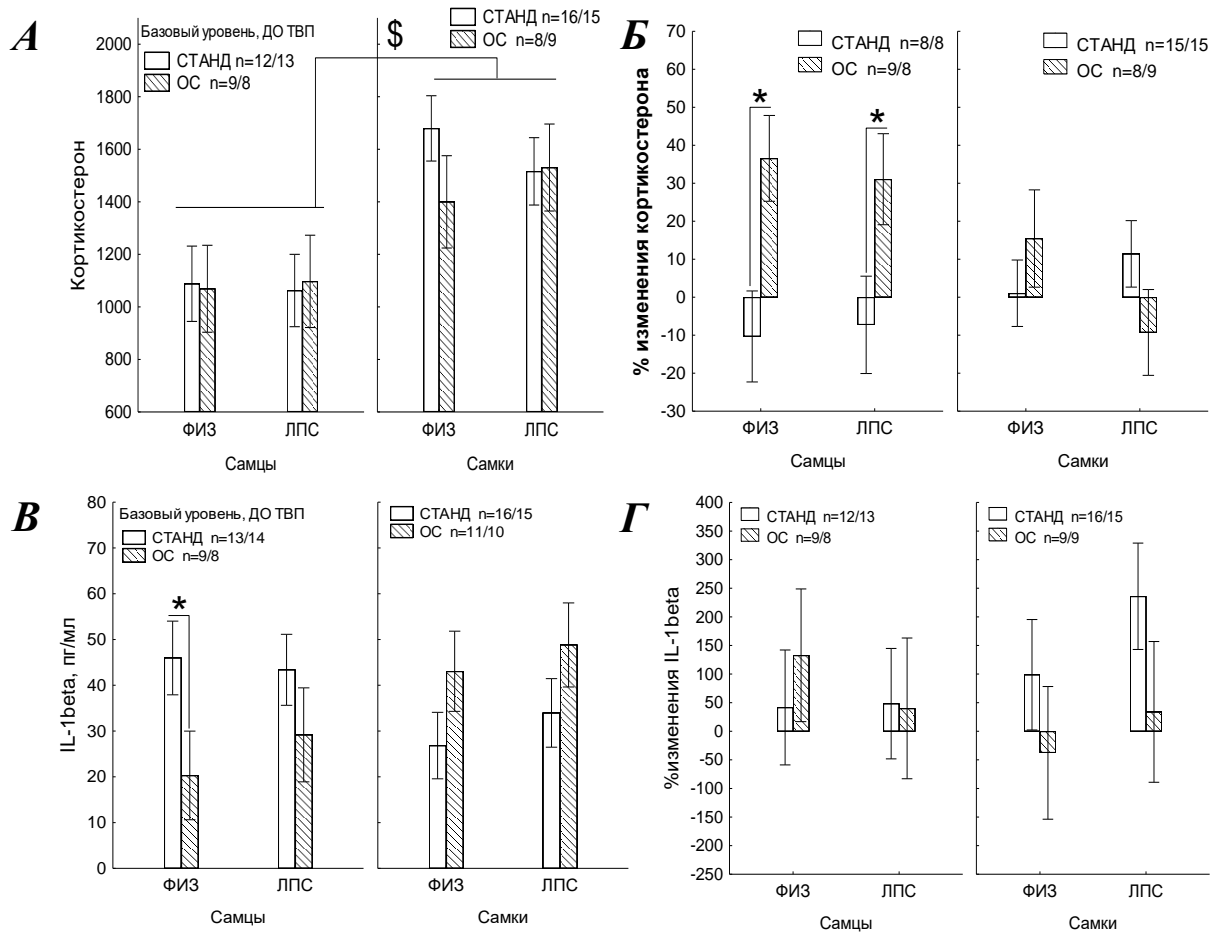 А
Базовый уровень, ДО ТВП
СТАНД n=12/13
ОС n=9/8
$
СТАНД n=16/15
ОС n=8/9
Кортикостерон
2000
1800
1600
1400
1200
1000
800
600
ФИЗ ЛПС
Самцы
ФИЗ ЛПС
Самки
Б
СТАНД n=8/8
ОС n=9/8
СТАНД n=15/15
ОС n=8/9
% изменения кортикостерона
70
60
50
40
30
20
10
0
-10
-20
-30
* *
ФИЗ ЛПС
Самцы
ФИЗ ЛПС
Самки
В
Базовый уровень, ДО ТВП
СТАНД n=13/14
ОС n=9/8
СТАНД n=16/15
ОС n=11/10
IL-1beta, пг/мл
80
70
60
50
40
30
20
10
0
*
ФИЗ ЛПС
Самцы
ФИЗ ЛПС
Самки
Г
СТАНД n=12/13
ОС n=9/8
СТАНД n=16/15
ОС n=9/9
%изменения IL-1beta
400
350
300
250
200
150
100
50
0
-50
-100
-150
-200
-250
ФИЗ ЛПС
Самцы
ФИЗ ЛПС
Самки